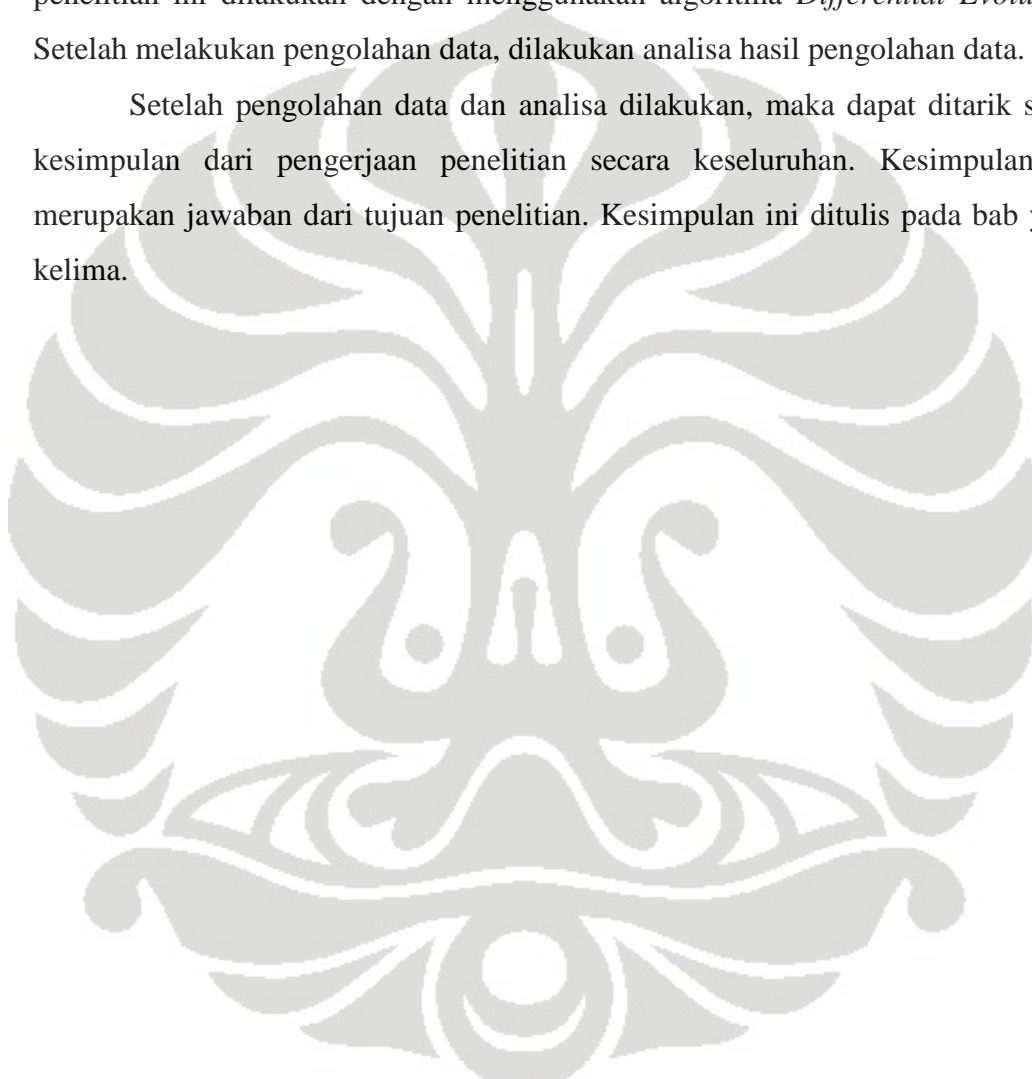 penelitian ini dilakukan dengan menggunakan algoritma Differential
Setelah melakukan pengolahan data, dilakukan analisa hasil pengolahan data.
Setelah pengolahan data dan analisa dilakukan, maka dapat ditarik
kesimpulan dari pengerjaan penelitian secara keseluruhan. Kesimpulan
merupakan jawaban dari tujuan penelitian. Kesimpulan ini ditulis pada bab
kelima.